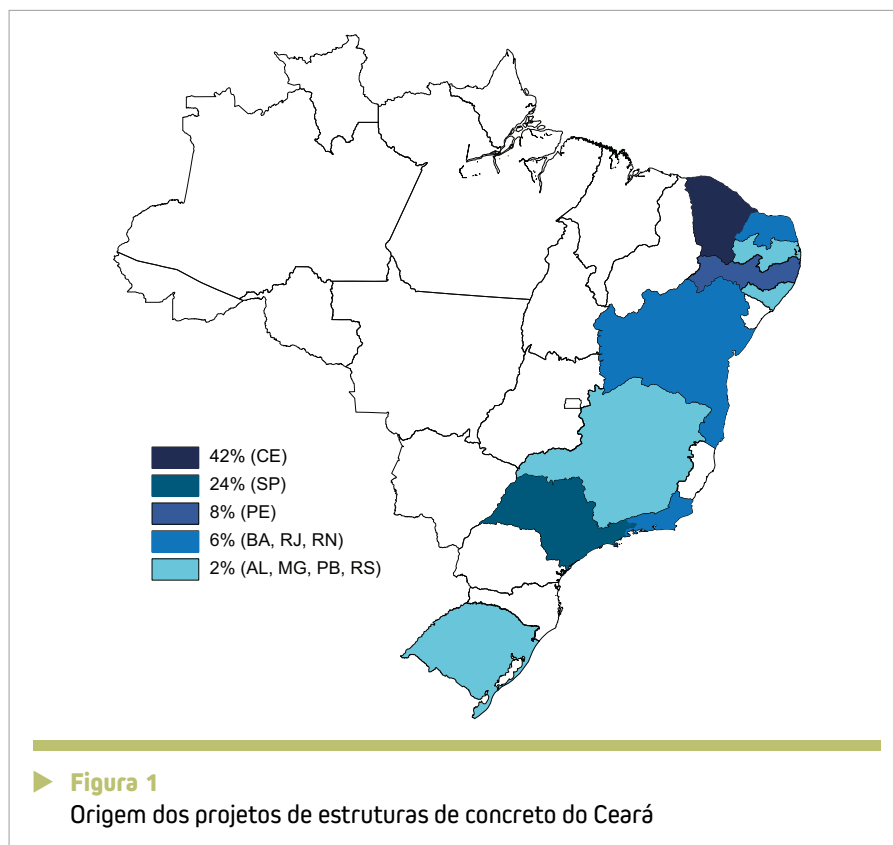 42% (CE)
24% (SP)
8% (PE)
6% (BA, RJ, RN)
2% (AL, MG, PB, RS)
Figura 1
Origem dos projetos de estruturas de concreto do Ceará